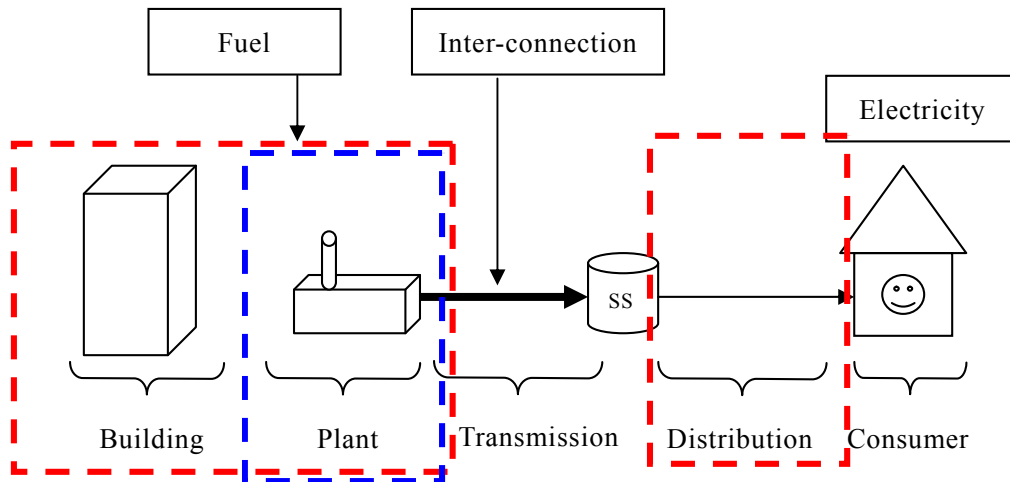 Fuel
Inter-connection
Electricity
SS
Building
Plant
Transmission
Distribution
Consumer